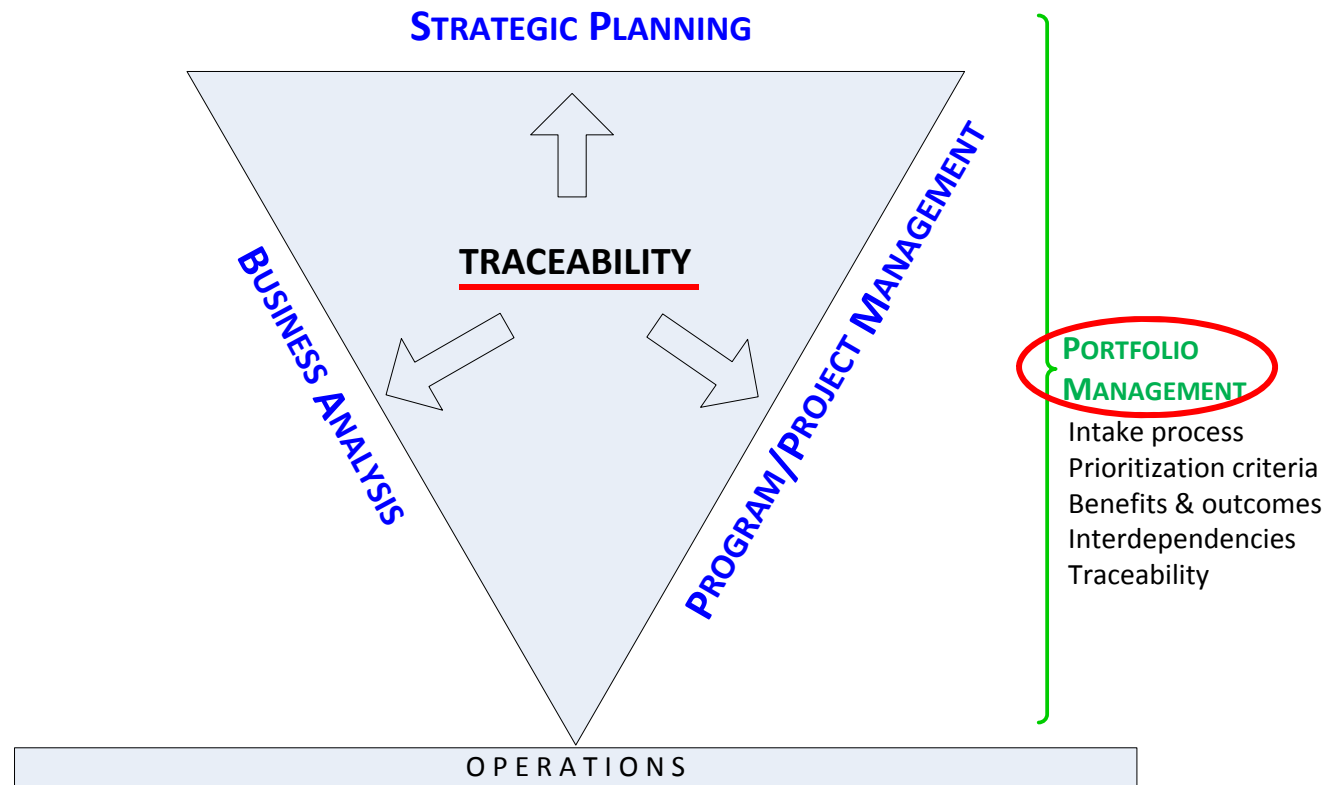 STRATEGIC PLANNING
BUSINESS ANALYSIS
TRACEABILITY
PROGRAM/PROJECT MANAGEMENT
PORTFOLIO
MANAGEMENT
Intake process
Prioritization criteria
Benefits & outcomes
Interdependencies
Traceability
OPERATIONS